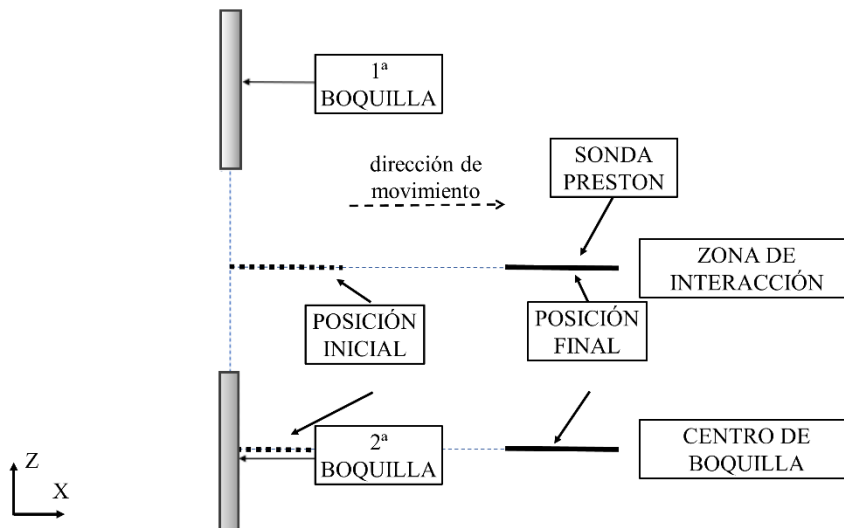 1ª
BOQUILLA
dirección de
movimiento
SONDA
PRESTON
ZONA DE
INTERACCIÓN
POSICIÓN
INICIAL
POSICIÓN
FINAL
2ª
BOQUILLA
CENTRO DE
BOQUILLA
Z
X